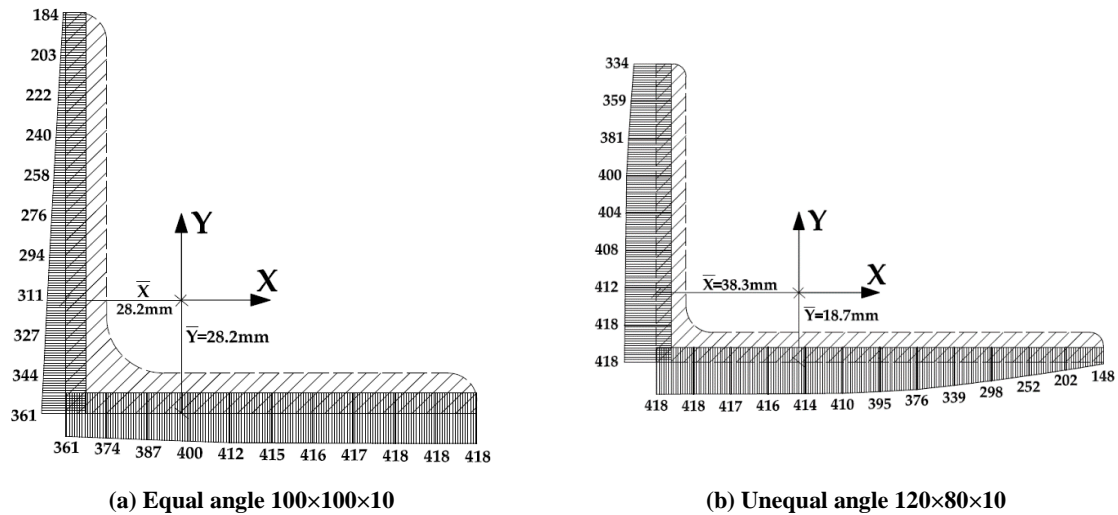 184
203
222
240
258
276
294
311
327
344
361
Y
X
X
28.2mm
Y=28.2mm
361 374 387 400 412 415 416 417 418 418 418
(a) Equal angle 100×100×10
334
359
381
400
404
408
412
418
418
Y
X
X=38.3mm
Y=18.7mm
418 418 417 416 414 410 395 376 339 298 252 202 148
(b) Unequal angle 120×80×10